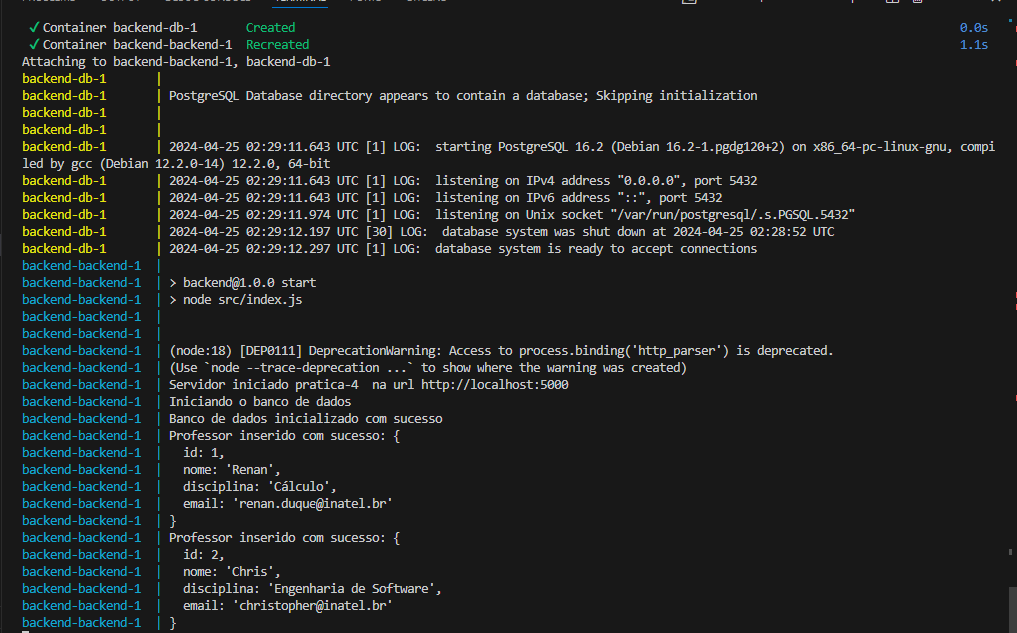 ✓ Container backend-db-1 Created 0.0s
✓ Container backend-backend-1 Recreated 1.1s
Attaching to backend-backend-1, backend-db-1
backend-db-1 |
backend-db-1 | PostgreSQL Database directory appears to contain a database; Skipping initialization
backend-db-1 |
backend-db-1 |
backend-db-1 | 2024-04-25 02:29:11.643 UTC [1] LOG:  starting PostgreSQL 16.2 (Debian 16.2-1.pgdg120+2) on x86_64-pc-linux-gnu, compi
led by gcc (Debian 12.2.0-14) 12.2.0, 64-bit
backend-db-1 | 2024-04-25 02:29:11.643 UTC [1] LOG:  listening on IPv4 address "0.0.0.0", port 5432
backend-db-1 | 2024-04-25 02:29:11.643 UTC [1] LOG:  listening on IPv6 address "::", port 5432
backend-db-1 | 2024-04-25 02:29:11.974 UTC [1] LOG:  listening on Unix socket "/var/run/postgresql/.s.PGSQL.5432"
backend-db-1 | 2024-04-25 02:29:12.197 UTC [30] LOG:  database system was shut down at 2024-04-25 02:28:52 UTC
backend-db-1 | 2024-04-25 02:29:12.297 UTC [1] LOG:  database system is ready to accept connections
backend-backend-1 |
backend-backend-1 | > backend@1.0.0 start
backend-backend-1 | > node src/index.js
backend-backend-1 |
backend-backend-1 |
backend-backend-1 | (node:18) [DEP0111] DeprecationWarning: Access to process.binding('http_parser') is deprecated.
backend-backend-1 | (Use `node --trace-deprecation ...` to show where the warning was created)
backend-backend-1 | Servidor iniciado pratica-4  na url http://localhost:5000
backend-backend-1 | Iniciando o banco de dados
backend-backend-1 | Banco de dados inicializado com sucesso
backend-backend-1 | Professor inserido com sucesso: {
backend-backend-1 |   id: 1,
backend-backend-1 |   nome: 'Renan',
backend-backend-1 |   disciplina: 'Cálculo',
backend-backend-1 |   email: 'renan.duque@inatel.br'
backend-backend-1 | }
backend-backend-1 | Professor inserido com sucesso: {
backend-backend-1 |   id: 2,
backend-backend-1 |   nome: 'Chris',
backend-backend-1 |   disciplina: 'Engenharia de Software',
backend-backend-1 |   email: 'christopher@inatel.br'
backend-backend-1 | }